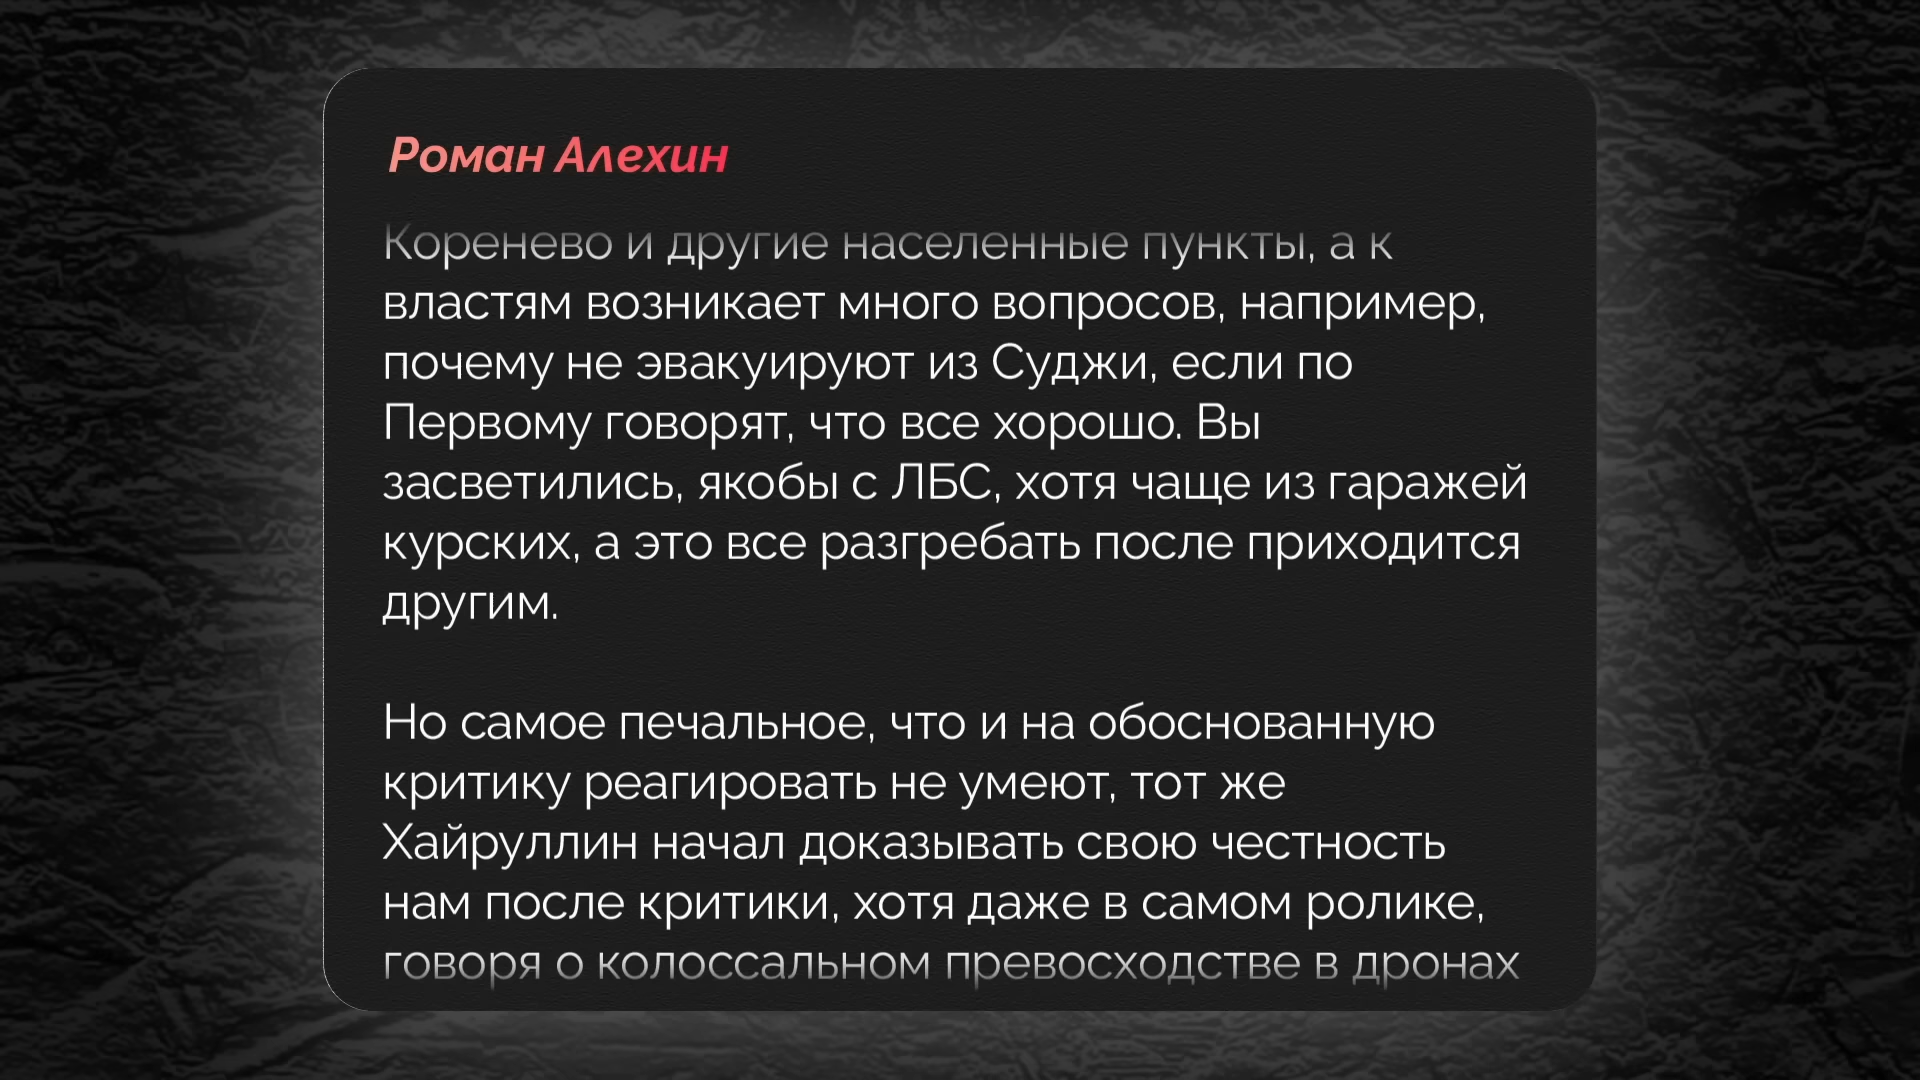 Роман Алехин
Коренево и другие населенные пункты, а к
властям возникает много вопросов, например,
почему не эвакуируют из Суджи, если по
Первому говорят, что все хорошо. Вы
засветились, якобы с ЛБС, хотя чаще из гаражей
курских, а это все разгребать после приходится
другим.
Но самое печальное, что и на обоснованную
критику реагировать не умеют, тот же
Хайруллин начал доказывать свою честность
нам после критики, хотя даже в самом ролике,
говоря о колоссальном превосходстве в дронах